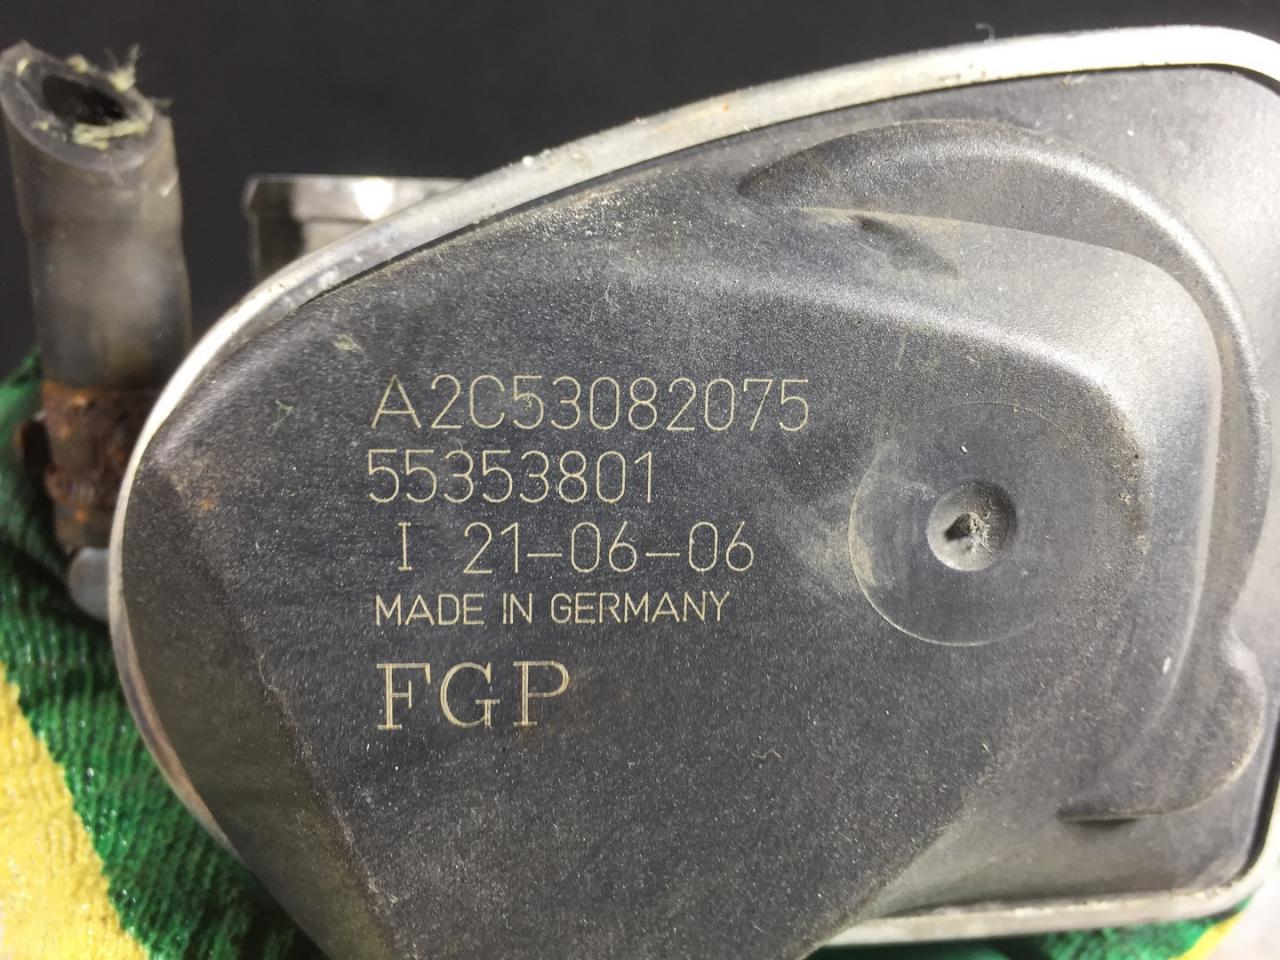 A2C53082075
55353801
I 21-06-06
MADE IN GERMANY
FGP